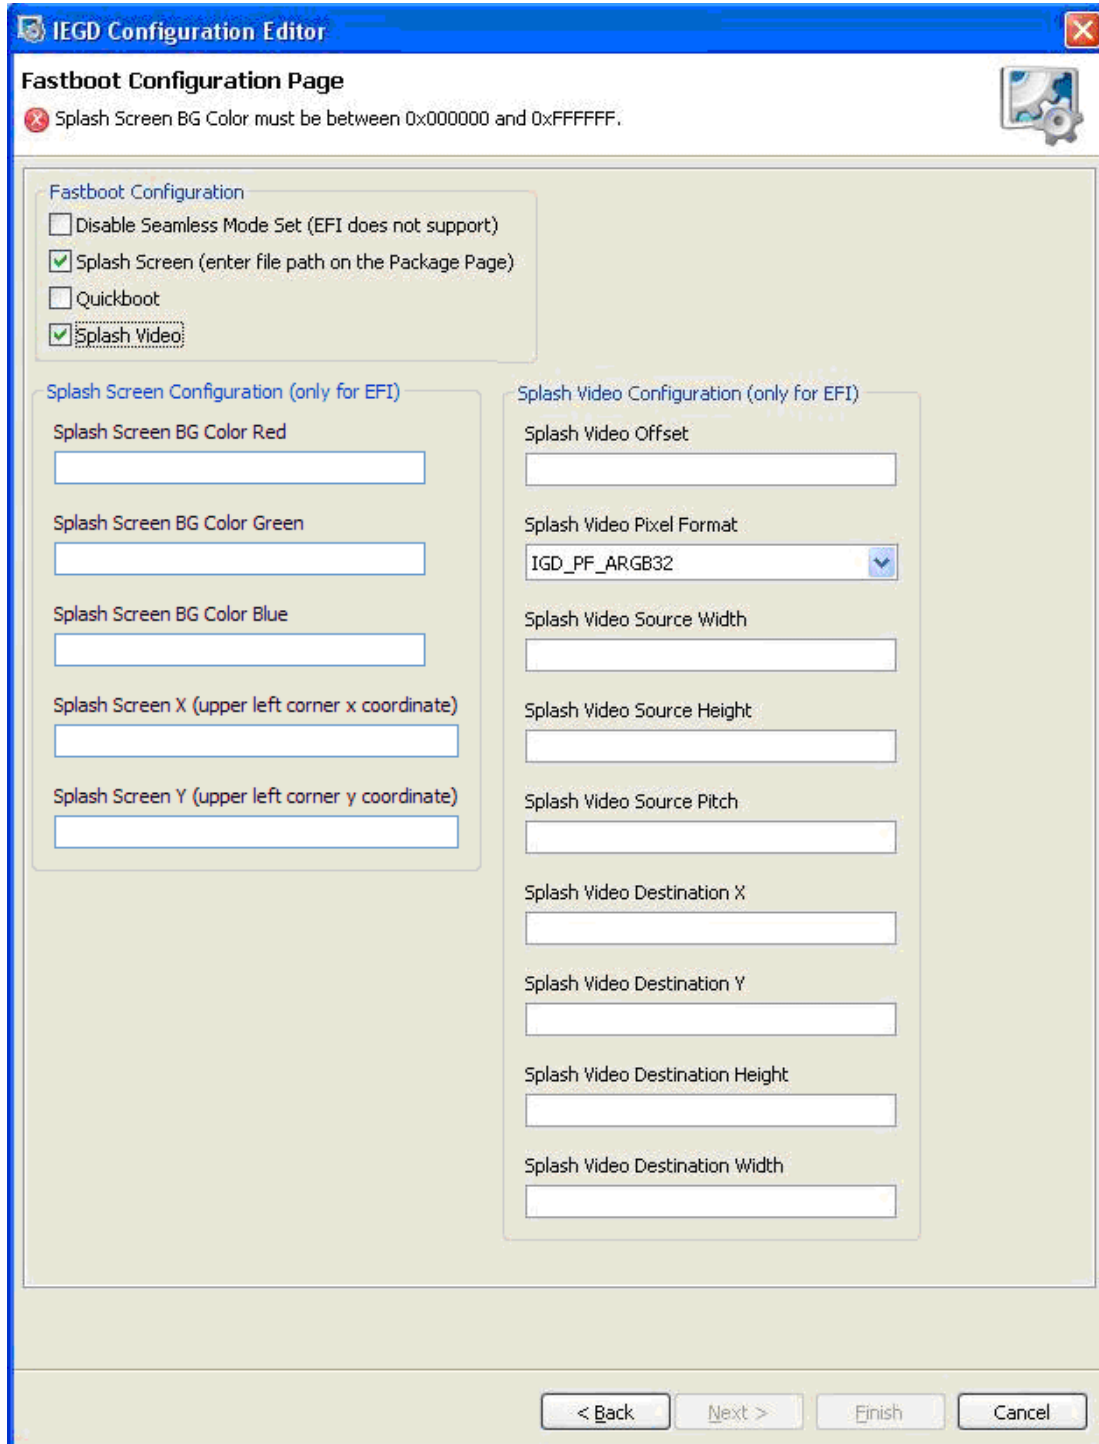 IEGD Configuration Editor
Fastboot Configuration Page
Splash Screen BG Color must be between 0x000000 and 0xFFFFFF.
Fastboot Configuration
Disable Seamless Mode Set (EFI does not support)
Splash Screen (enter file path on the Package Page)
Quickboot
Splash Video
Splash Screen Configuration (only for EFI)
Splash Screen BG Color Red
Splash Screen BG Color Green
Splash Screen BG Color Blue
Splash Screen X (upper left corner x coordinate)
Splash Screen Y (upper left corner y coordinate)
Splash Video Configuration (only for EFI)
Splash Video Offset
Splash Video Pixel Format
IGD_PF_ARGB32
Splash Video Source Width
Splash Video Source Height
Splash Video Source Pitch
Splash Video Destination X
Splash Video Destination Y
Splash Video Destination Height
Splash Video Destination Width
< Back
Next >
Finish
Cancel